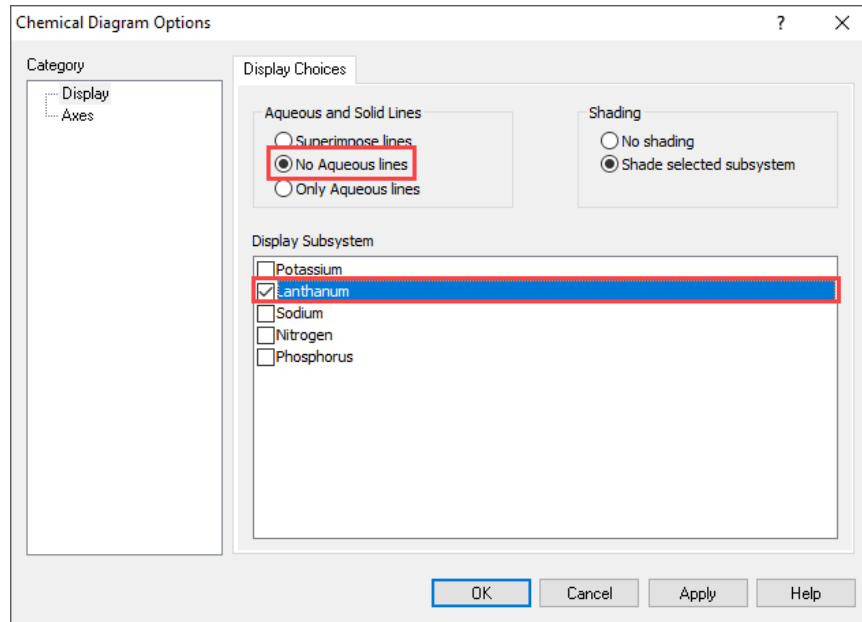 Chemical Diagram Options
?
Category
Display
Axes
Display Choices
Aqueous and Solid Lines
Superimpose lines
No Aqueous lines
Only Aqueous lines
Shading
No shading
Shade selected subsystem
Display Subsystem
Potassium
Lanthanum
Sodium
Nitrogen
Phosphorus
OK
Cancel
Apply
Help